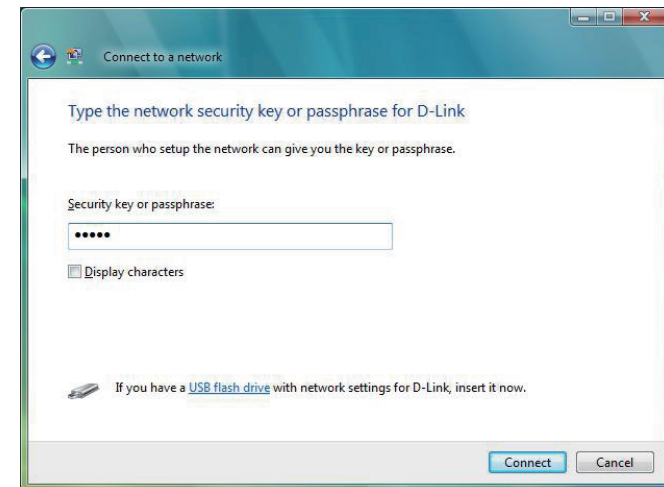 Connect to a network
Type the network security key or passphrase for D-Link
The person who setup the network can give you the key or passphrase.
Security key or passphrase:
•••••
Display characters
If you have a USB flash drive with network settings for D-Link, insert it now.
Connect Cancel